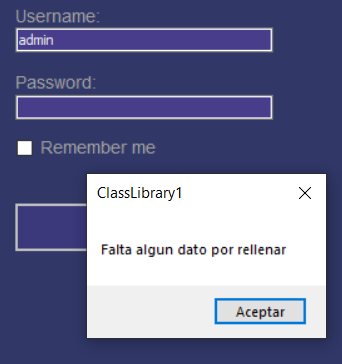 Username:
admin
Password:
Remember me
ClassLibrary1
Falta algun dato por rellenar
Aceptar